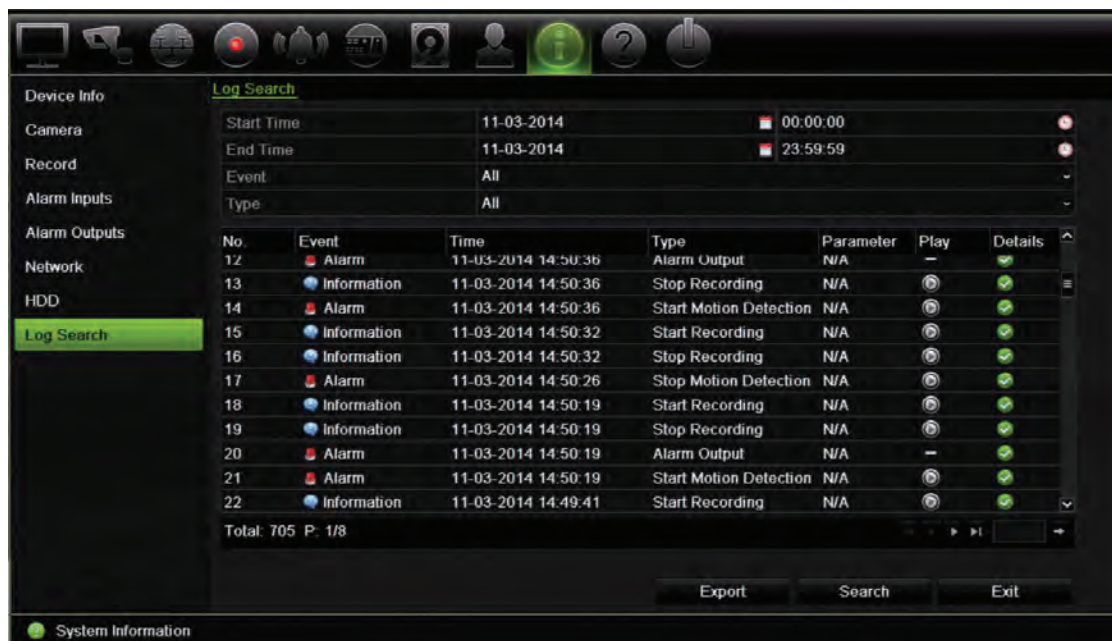 Device Info
Camera
Record
Alarm Inputs
Alarm Outputs
Network
HDD
Log Search
Log Search
Start Time 11-03-2014 00:00:00
End Time 11-03-2014 23:59:59
Event All
Type All
No. Event Time Type Parameter Play Details
12 Alarm 11-03-2014 14:50:36 Alarm Output N/A –
13 Information 11-03-2014 14:50:36 Stop Recording N/A
14 Alarm 11-03-2014 14:50:36 Start Motion Detection N/A
15 Information 11-03-2014 14:50:32 Start Recording N/A
16 Information 11-03-2014 14:50:32 Stop Recording N/A
17 Alarm 11-03-2014 14:50:26 Stop Motion Detection N/A
18 Information 11-03-2014 14:50:19 Start Recording N/A
19 Information 11-03-2014 14:50:19 Stop Recording N/A
20 Alarm 11-03-2014 14:50:19 Alarm Output N/A –
21 Alarm 11-03-2014 14:50:19 Start Motion Detection N/A
22 Information 11-03-2014 14:49:41 Start Recording N/A
Total: 705 P: 1/8
Export Search Exit
System Information